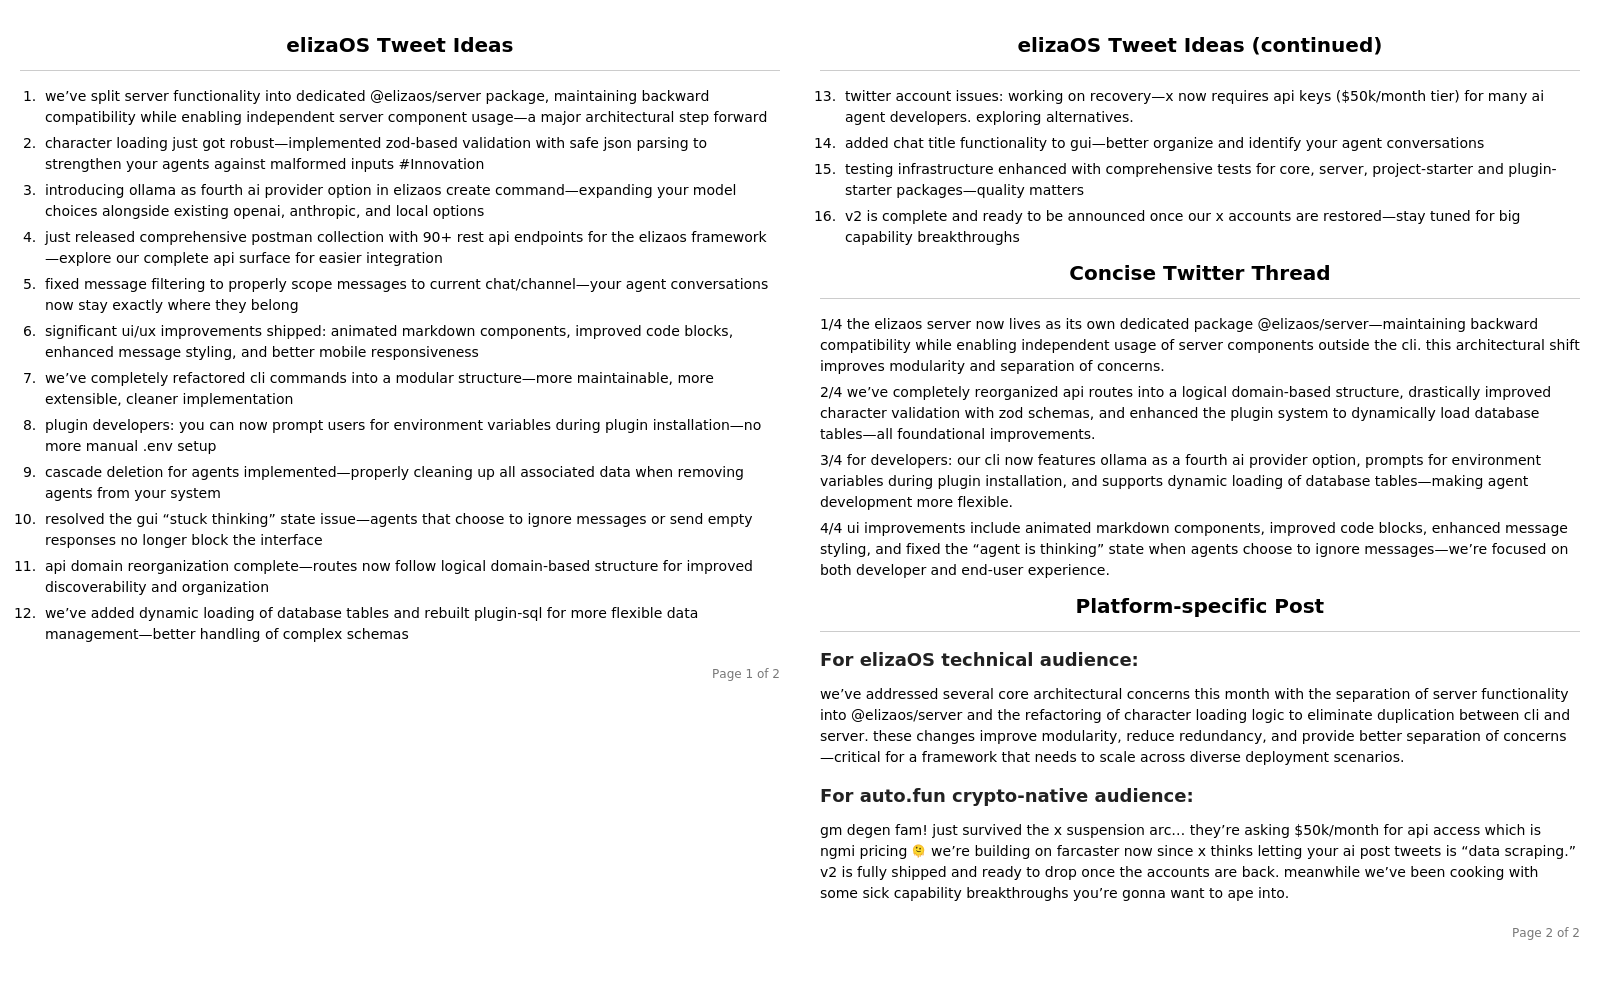 elizaOS Tweet Ideas
1. we’ve split server functionality into dedicated @elizaos/server package, maintaining backward
compatibility while enabling independent server component usage—a major architectural step forward
2. character loading just got robust—implemented zod-based validation with safe json parsing to
strengthen your agents against malformed inputs #Innovation
3. introducing ollama as fourth ai provider option in elizaos create command—expanding your model
choices alongside existing openai, anthropic, and local options
4. just released comprehensive postman collection with 90+ rest api endpoints for the elizaos framework
—explore our complete api surface for easier integration
5. fixed message filtering to properly scope messages to current chat/channel—your agent conversations
now stay exactly where they belong
6. significant ui/ux improvements shipped: animated markdown components, improved code blocks,
enhanced message styling, and better mobile responsiveness
7. we’ve completely refactored cli commands into a modular structure—more maintainable, more
extensible, cleaner implementation
8. plugin developers: you can now prompt users for environment variables during plugin installation—no
more manual .env setup
9. cascade deletion for agents implemented—properly cleaning up all associated data when removing
agents from your system
10. resolved the gui “stuck thinking” state issue—agents that choose to ignore messages or send empty
responses no longer block the interface
11. api domain reorganization complete—routes now follow logical domain-based structure for improved
discoverability and organization
12. we’ve added dynamic loading of database tables and rebuilt plugin-sql for more flexible data
management—better handling of complex schemas
Page 1 of 2
elizaOS Tweet Ideas (continued)
13. twitter account issues: working on recovery—x now requires api keys ($50k/month tier) for many ai
agent developers. exploring alternatives.
14. added chat title functionality to gui—better organize and identify your agent conversations
15. testing infrastructure enhanced with comprehensive tests for core, server, project-starter and plugin-
starter packages—quality matters
16. v2 is complete and ready to be announced once our x accounts are restored—stay tuned for big
capability breakthroughs
Concise Twitter Thread
1/4 the elizaos server now lives as its own dedicated package @elizaos/server—maintaining backward
compatibility while enabling independent usage of server components outside the cli. this architectural shift
improves modularity and separation of concerns.
2/4 we’ve completely reorganized api routes into a logical domain-based structure, drastically improved
character validation with zod schemas, and enhanced the plugin system to dynamically load database
tables—all foundational improvements.
3/4 for developers: our cli now features ollama as a fourth ai provider option, prompts for environment
variables during plugin installation, and supports dynamic loading of database tables—making agent
development more flexible.
4/4 ui improvements include animated markdown components, improved code blocks, enhanced message
styling, and fixed the “agent is thinking” state when agents choose to ignore messages—we’re focused on
both developer and end-user experience.
Platform-specific Post
For elizaOS technical audience:
we’ve addressed several core architectural concerns this month with the separation of server functionality
into @elizaos/server and the refactoring of character loading logic to eliminate duplication between cli and
server. these changes improve modularity, reduce redundancy, and provide better separation of concerns
—critical for a framework that needs to scale across diverse deployment scenarios.
For auto.fun crypto-native audience:
gm degen fam! just survived the x suspension arc… they’re asking $50k/month for api access which is
ngmi pricing 🫠 we’re building on farcaster now since x thinks letting your ai post tweets is “data scraping.”
v2 is fully shipped and ready to drop once the accounts are back. meanwhile we’ve been cooking with
some sick capability breakthroughs you’re gonna want to ape into.
Page 2 of 2